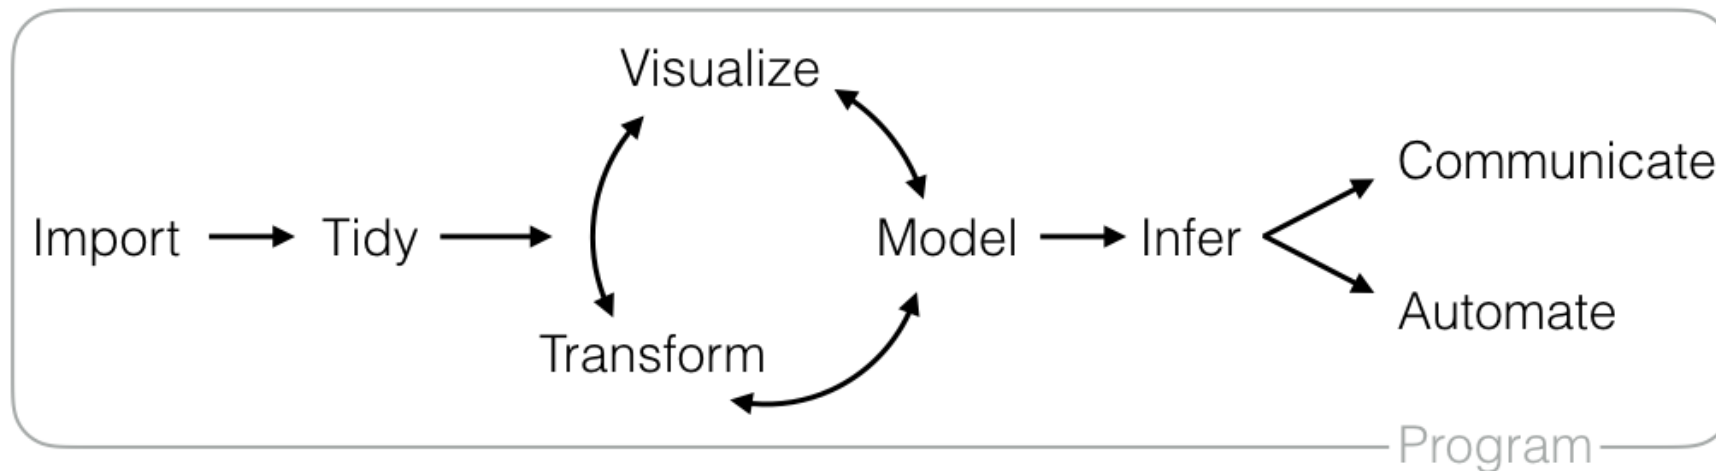 Visualize
Communicate
Import
Tidy
Model
Infer
Automate
Transform
Program